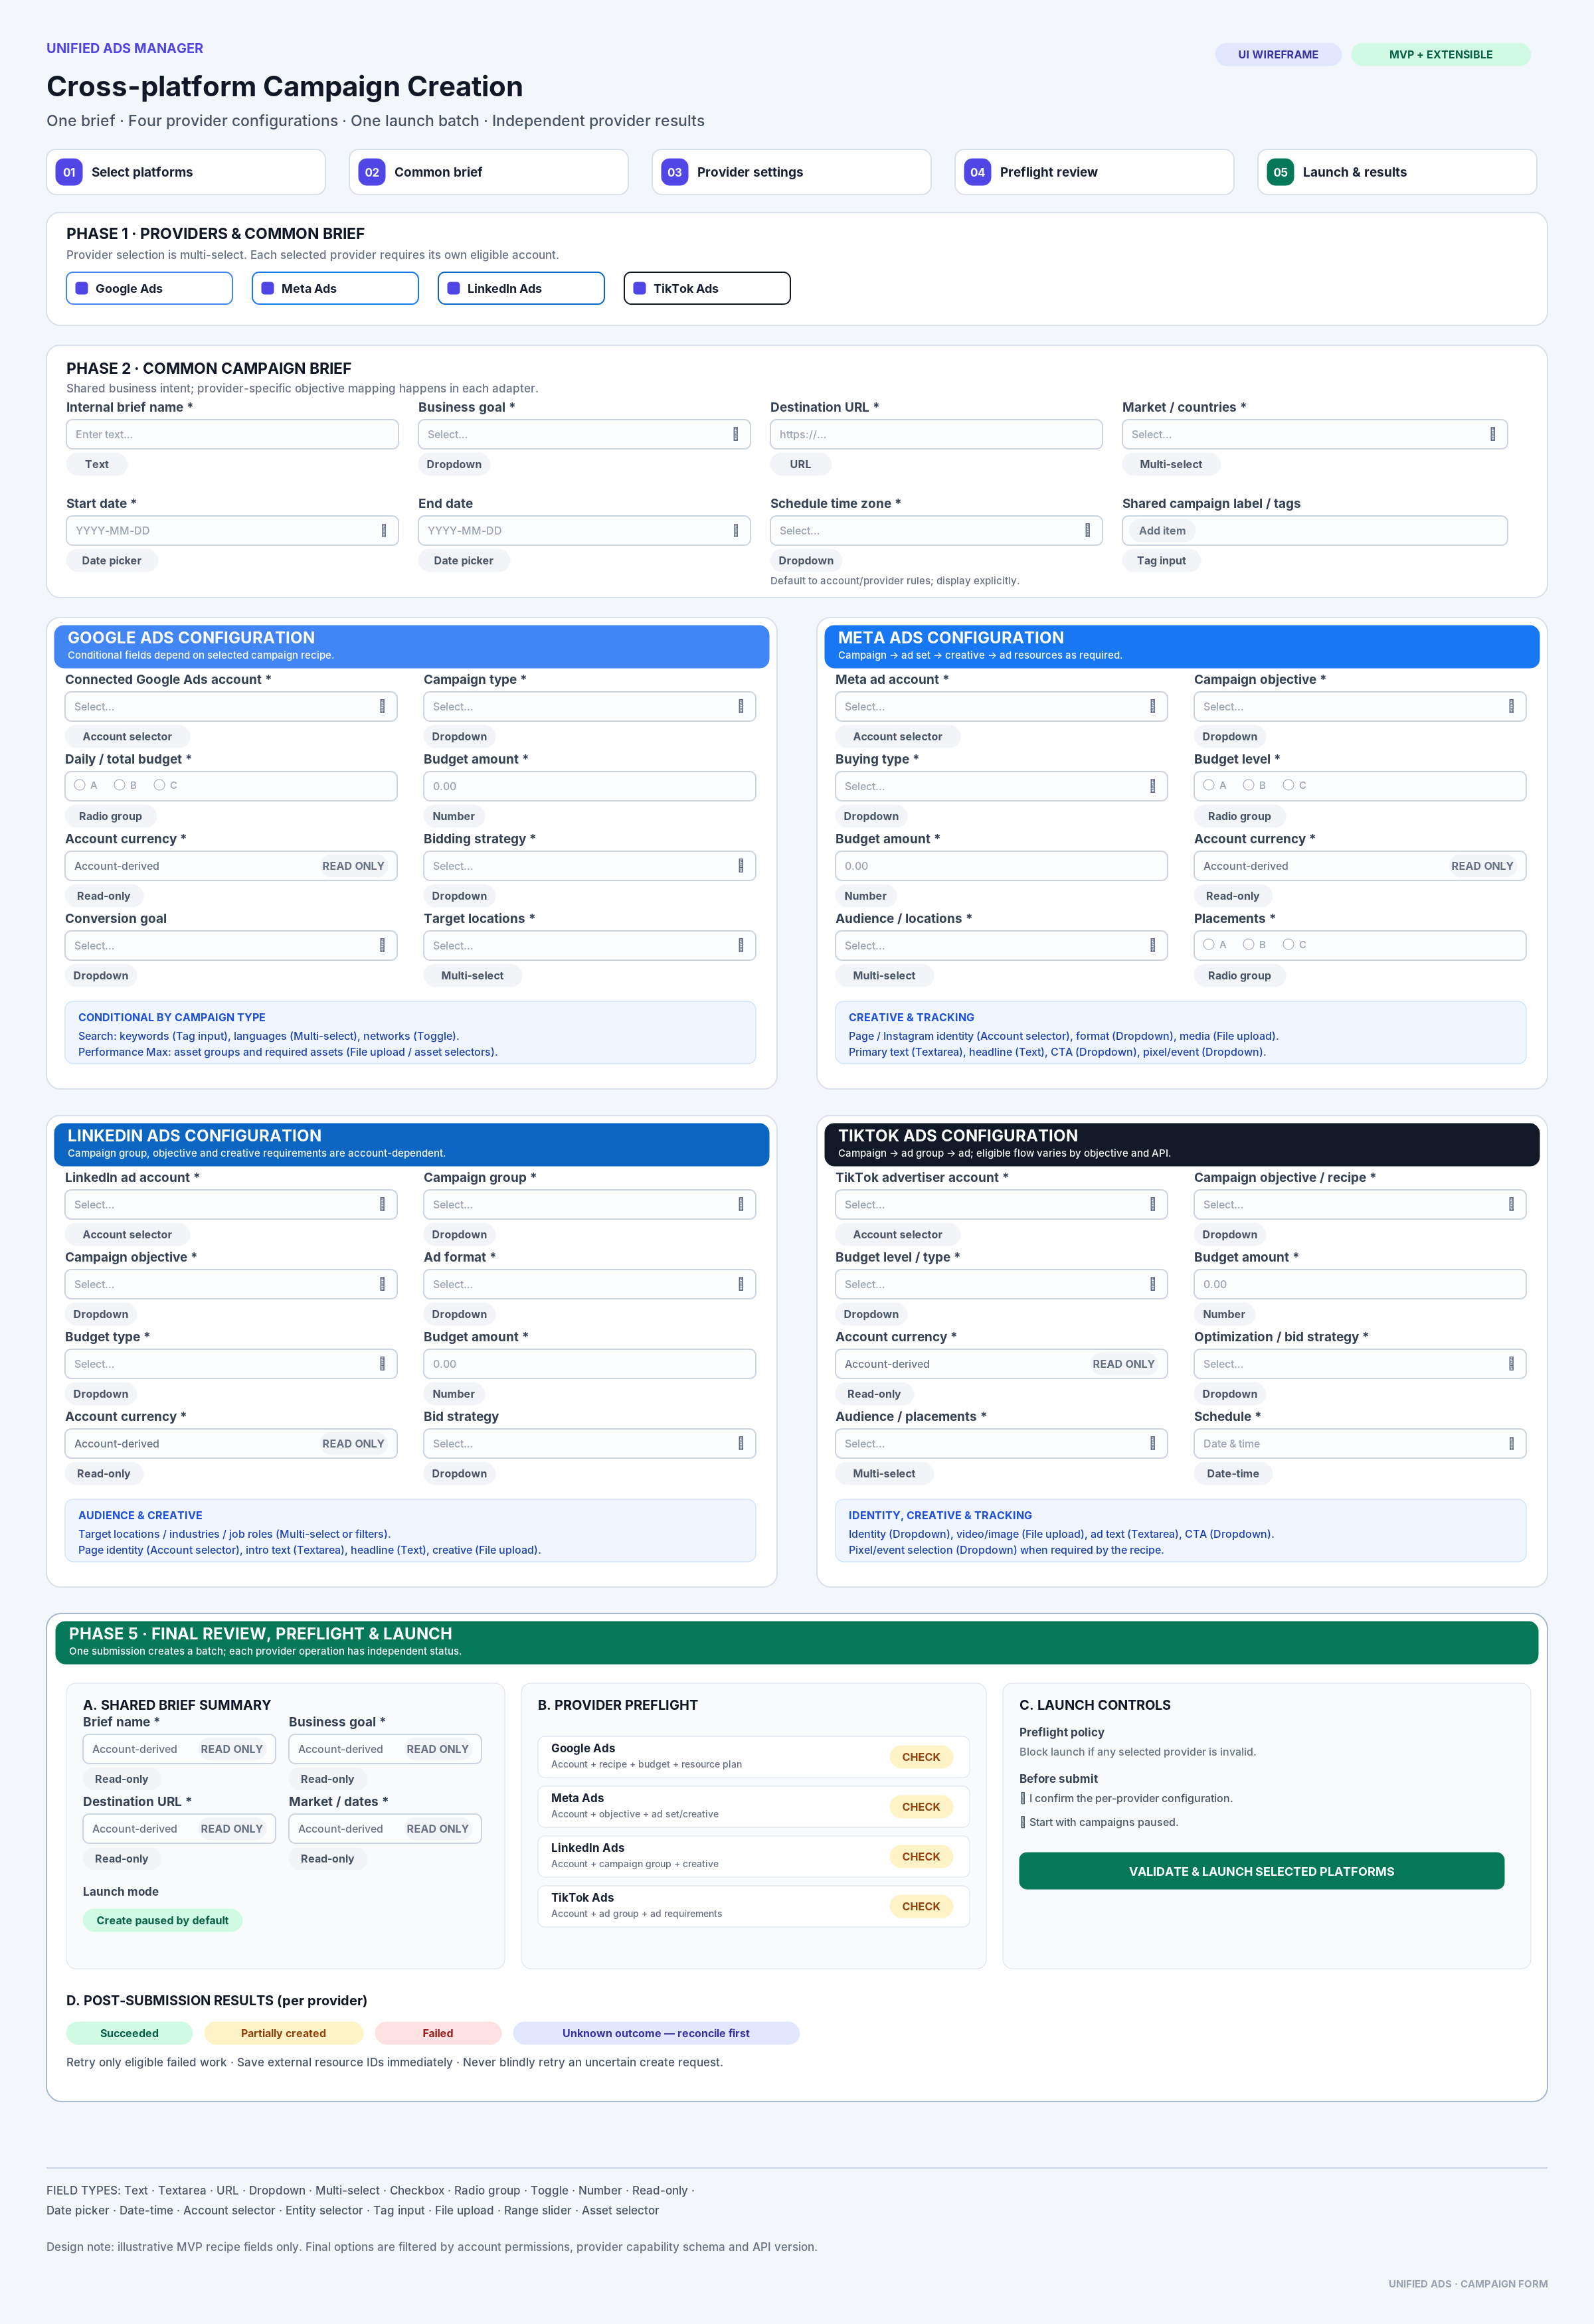 UNIFIED ADS MANAGER
UI WIREFRAME
MVP + EXTENSIBLE
Cross-platform Campaign Creation
One brief · Four provider configurations · One launch batch · Independent provider results
01 Select platforms
02 Common brief
03 Provider settings
04 Preflight review
05 Launch & results
PHASE 1 · PROVIDERS & COMMON BRIEF
Provider selection is multi-select. Each selected provider requires its own eligible account.
Google Ads
Meta Ads
LinkedIn Ads
TikTok Ads
PHASE 2 · COMMON CAMPAIGN BRIEF
Shared business intent; provider-specific objective mapping happens in each adapter.
Internal brief name *
Enter text...
Text
Business goal *
Select...
Dropdown
Destination URL *
https://...
URL
Market / countries *
Select...
Multi-select
Start date *
YYYY-MM-DD
Date picker
End date
YYYY-MM-DD
Date picker
Schedule time zone *
Select...
Dropdown
Default to account/provider rules; display explicitly.
Shared campaign label / tags
Add item
Tag input
GOOGLE ADS CONFIGURATION
Conditional fields depend on selected campaign recipe.
Connected Google Ads account *
Select...
Account selector
Campaign type *
Select...
Dropdown
Daily / total budget *
A B C
Radio group
Budget amount *
0.00
Number
Account currency *
Account-derived READ ONLY
Read-only
Bidding strategy *
Select...
Dropdown
Conversion goal
Select...
Dropdown
Target locations *
Select...
Multi-select
CONDITIONAL BY CAMPAIGN TYPE
Search: keywords (Tag input), languages (Multi-select), networks (Toggle).
Performance Max: asset groups and required assets (File upload / asset selectors).
META ADS CONFIGURATION
Campaign → ad set → creative → ad resources as required.
Meta ad account *
Select...
Account selector
Campaign objective *
Select...
Dropdown
Buying type *
Select...
Dropdown
Budget level *
A B C
Radio group
Budget amount *
0.00
Number
Account currency *
Account-derived READ ONLY
Read-only
Audience / locations *
Select...
Multi-select
Placements *
A B C
Radio group
CREATIVE & TRACKING
Page / Instagram identity (Account selector), format (Dropdown), media (File upload).
Primary text (Textarea), headline (Text), CTA (Dropdown), pixel/event (Dropdown).
LINKEDIN ADS CONFIGURATION
Campaign group, objective and creative requirements are account-dependent.
LinkedIn ad account *
Select...
Account selector
Campaign group *
Select...
Dropdown
Campaign objective *
Select...
Dropdown
Ad format *
Select...
Dropdown
Budget type *
Select...
Dropdown
Budget amount *
0.00
Number
Account currency *
Account-derived READ ONLY
Read-only
Bid strategy
Select...
Dropdown
AUDIENCE & CREATIVE
Target locations / industries / job roles (Multi-select or filters).
Page identity (Account selector), intro text (Textarea), headline (Text), creative (File upload).
TIKTOK ADS CONFIGURATION
Campaign → ad group → ad; eligible flow varies by objective and API.
TikTok advertiser account *
Select...
Account selector
Campaign objective / recipe *
Select...
Dropdown
Budget level / type *
Select...
Dropdown
Budget amount *
0.00
Number
Account currency *
Account-derived READ ONLY
Read-only
Optimization / bid strategy *
Select...
Dropdown
Audience / placements *
Select...
Multi-select
Schedule *
Date & time
Date-time
IDENTITY, CREATIVE & TRACKING
Identity (Dropdown), video/image (File upload), ad text (Textarea), CTA (Dropdown).
Pixel/event selection (Dropdown) when required by the recipe.
PHASE 5 · FINAL REVIEW, PREFLIGHT & LAUNCH
One submission creates a batch; each provider operation has independent status.
A. SHARED BRIEF SUMMARY
Brief name *
Account-derived READ ONLY
Read-only
Business goal *
Account-derived READ ONLY
Read-only
Destination URL *
Account-derived READ ONLY
Read-only
Market / dates *
Account-derived READ ONLY
Read-only
Launch mode
Create paused by default
B. PROVIDER PREFLIGHT
Google Ads
Account + recipe + budget + resource plan
CHECK
Meta Ads
Account + objective + ad set/creative
CHECK
LinkedIn Ads
Account + campaign group + creative
CHECK
TikTok Ads
Account + ad group + ad requirements
CHECK
C. LAUNCH CONTROLS
Preflight policy
Block launch if any selected provider is invalid.
Before submit
I confirm the per-provider configuration.
Start with campaigns paused.
VALIDATE & LAUNCH SELECTED PLATFORMS
D. POST-SUBMISSION RESULTS (per provider)
Succeeded
Partially created
Failed
Unknown outcome — reconcile first
Retry only eligible failed work · Save external resource IDs immediately · Never blindly retry an uncertain create request.
FIELD TYPES: Text · Textarea · URL · Dropdown · Multi-select · Checkbox · Radio group · Toggle · Number · Read-only ·
Date picker · Date-time · Account selector · Entity selector · Tag input · File upload · Range slider · Asset selector
Design note: illustrative MVP recipe fields only. Final options are filtered by account permissions, provider capability schema and API version.
UNIFIED ADS · CAMPAIGN FORM